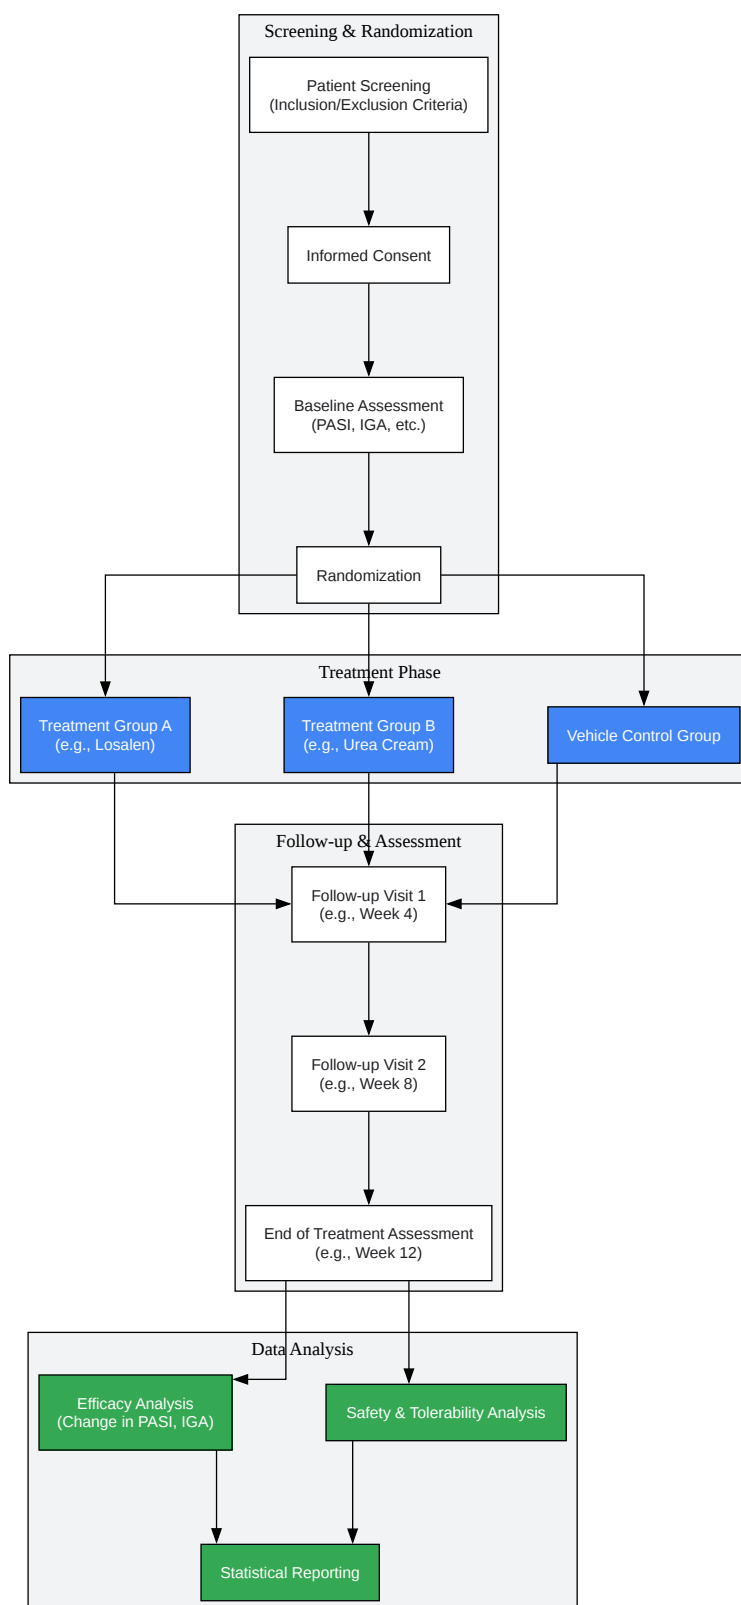 Screening & Randomization
Patient Screening
(Inclusion/Exclusion Criteria)
Informed Consent
Baseline Assessment
(PASI, IGA, etc.)
Randomization
Treatment Phase
Treatment Group A
(e.g., Losalen)
Treatment Group B
(e.g., Urea Cream)
Vehicle Control Group
Follow-up & Assessment
Follow-up Visit 1
(e.g., Week 4)
Follow-up Visit 2
(e.g., Week 8)
End of Treatment Assessment
(e.g., Week 12)
Data Analysis
Efficacy Analysis
(Change in PASI, IGA)
Safety & Tolerability Analysis
Statistical Reporting